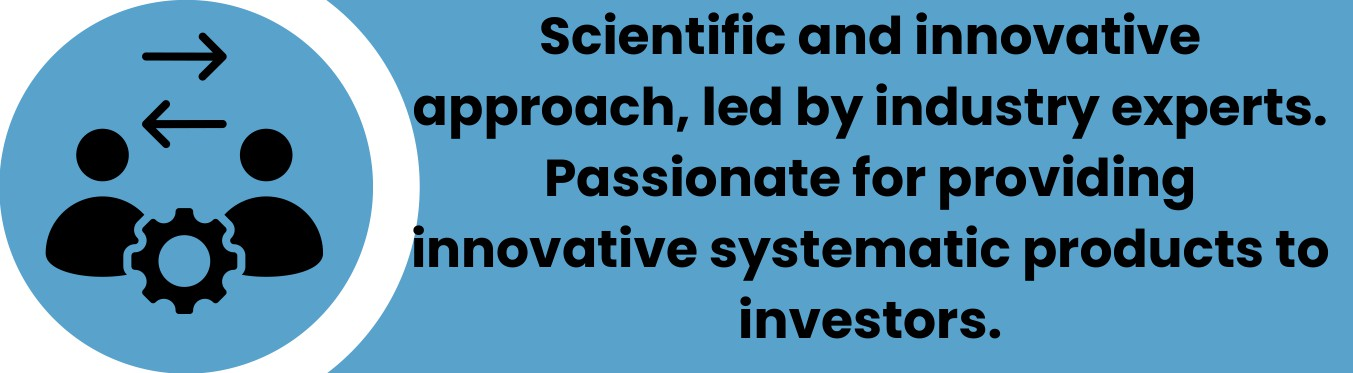 Scientific and innovative
approach, led by industry experts.
Passionate for providing
innovative systematic products to
investors.